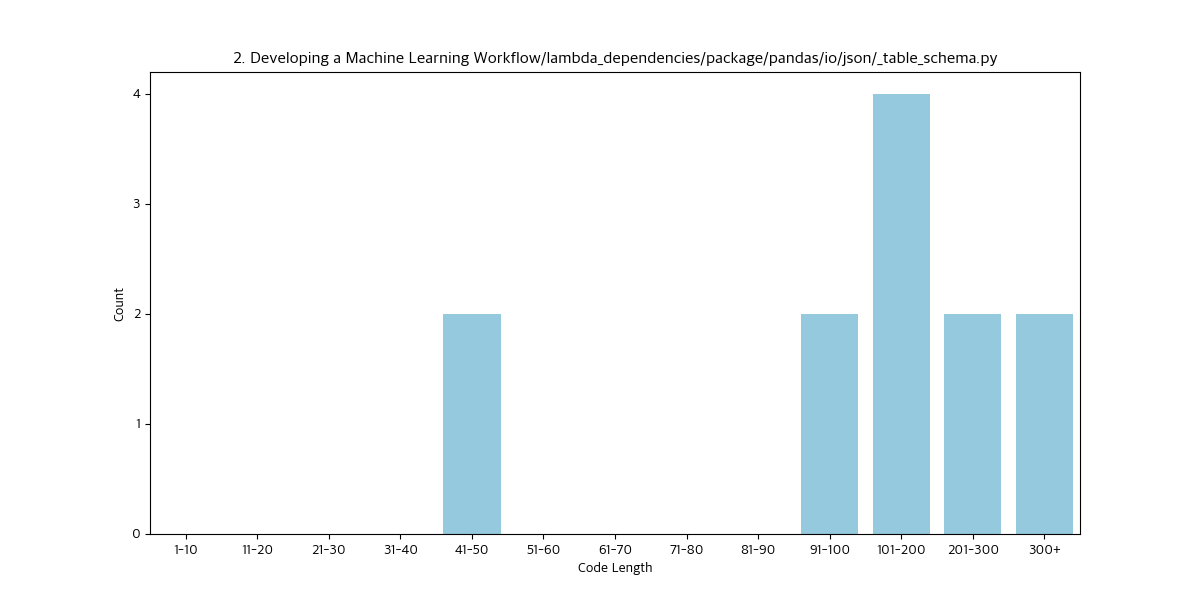 2. Developing a Machine Learning Workflow/lambda_dependencies/package/pandas/io/json/_table_schema.py
4
3
2
1
0
Count
1-10 11-20 21-30 31-40 41-50 51-60 61-70 71-80 81-90 91-100 101-200 201-300 300+
Code Length